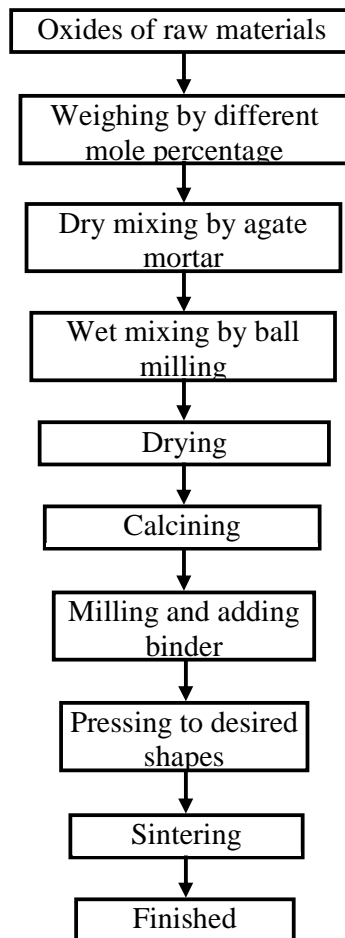 Oxides of raw materials
Weighing by different
mole percentage
Dry mixing by agate
mortar
Wet mixing by ball
milling
Drying
Calcining
Milling and adding
binder
Pressing to desired
shapes
Sintering
Finished